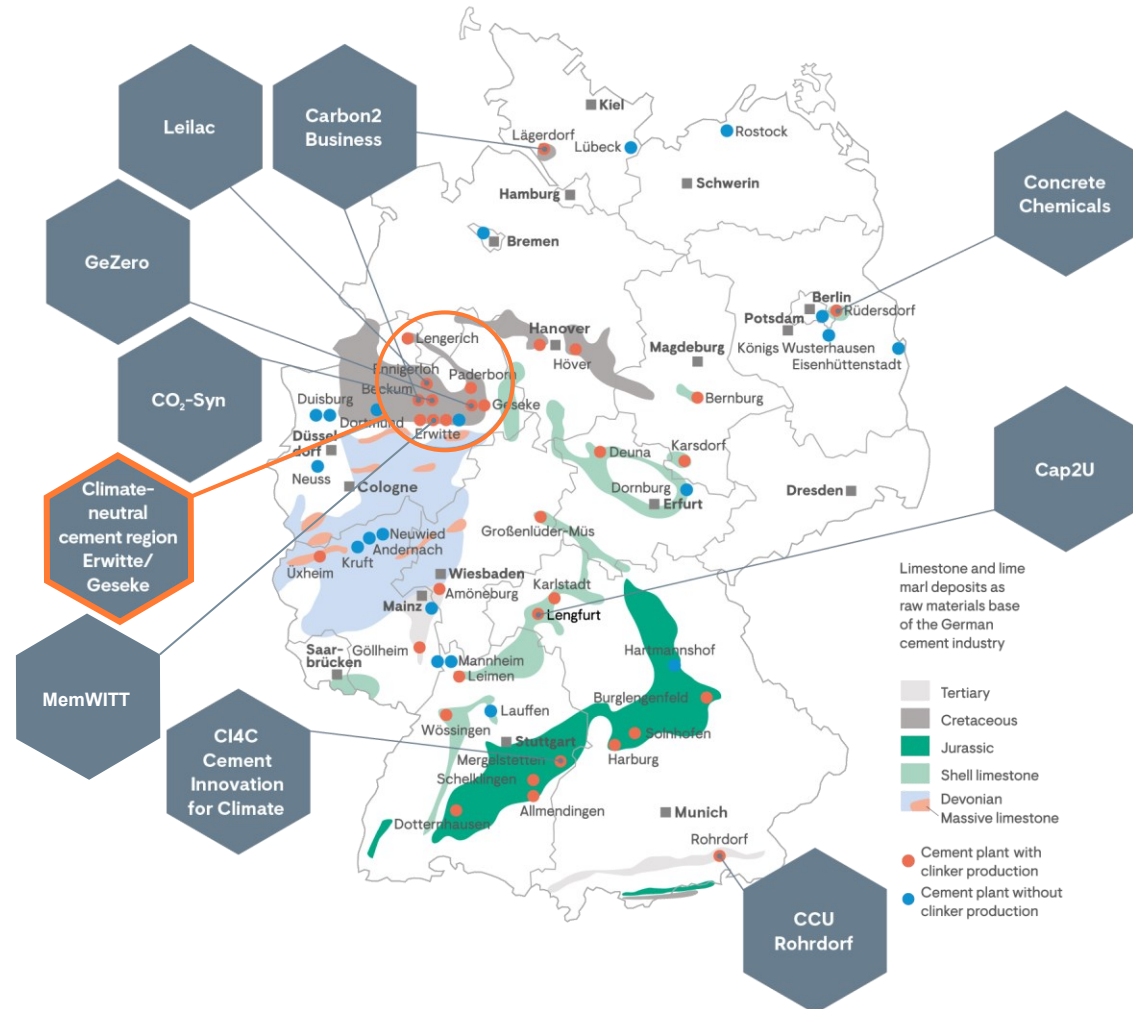 Leilac
Carbon2
Business
GeZero
CO₂-Syn
Climate-
neutral
cement region
Erwitte/
Geseke
MemWITT
CI4C
Cement
Innovation
for Climate
Concrete
Chemicals
Cap2U
CCU
Rohrdorf
Kiel
Lägerdorf
Lübeck
Rostock
Hamburg
Schwerin
Bremen
Berlin
Potsdam
Rüdersdorf
Königs Wusterhausen
Eisenhüttenstadt
Lengerich
Hanover
Höver
Magdeburg
Ennigerloh
Paderborn
Beckum
Geseke
Bernburg
Duisburg
Dortmund
Erwitte
Düssel
dorf
Neuss
Cologne
Deuna
Karsdorf
Dornburg
Erfurt
Dresden
Großenlüder-Müs
Neuwied
Andernach
Kruft
Üxheim
Wiesbaden
Amöneburg
Mainz
Karlstadt
Lengfurt
Göllheim
Saar-
brücken
Mannheim
Leimen
Hartmannshof
Burglengenfeld
Lauffen
Wössingen
Solnhofen
Stuttgart
Harburg
Mergelstetten
Schelklingen
Allmendingen
Dotternhausen
Munich
Rohrdorf
Limestone and lime
marl deposits as
raw materials base
of the German
cement industry
Tertiary
Cretaceous
Jurassic
Shell limestone
Devonian
Massive limestone
Cement plant with
clinker production
Cement plant without
clinker production